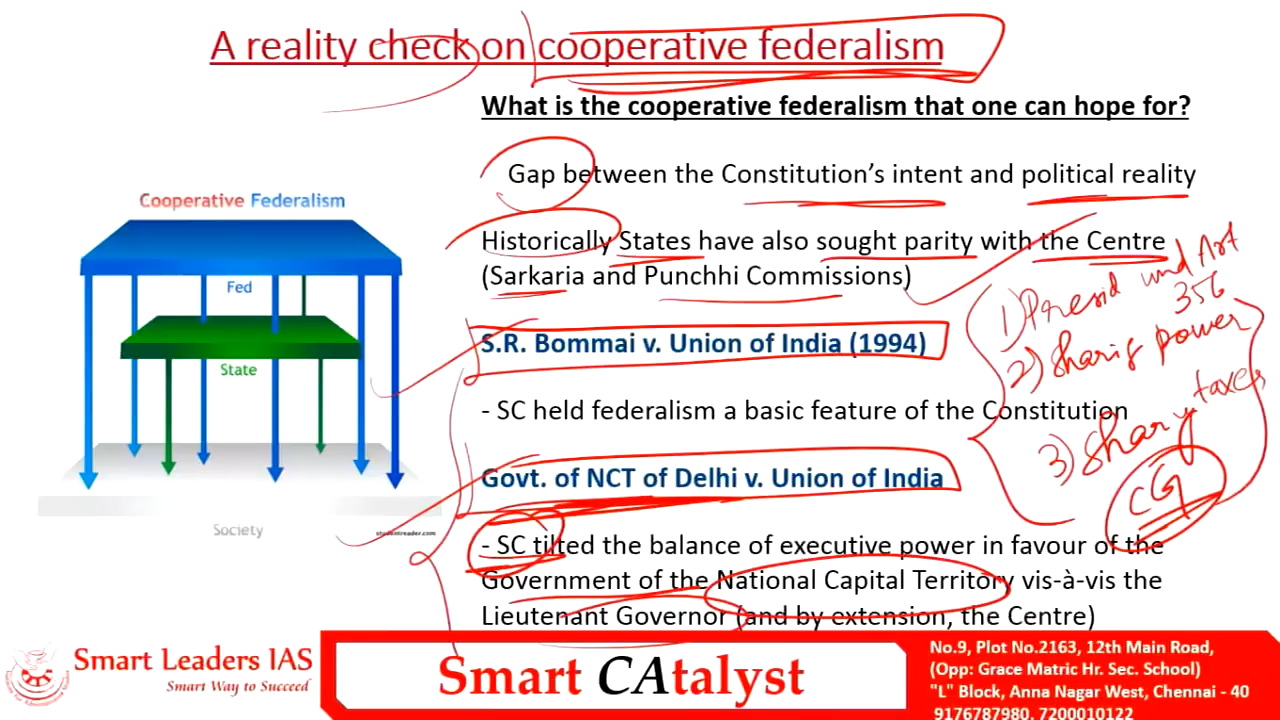 A reality check on cooperative federalism
What is the cooperative federalism that one can hope for?
Gap between the Constitution's intent and political reality
Historically States have also sought parity with the Centre
(Sarkaria and Punchhi Commissions)
1) Presid und Art
356
2) Sharig power
3) Sharg taxes
CG
S.R. Bommai v. Union of India (1994)
- SC held federalism a basic feature of the Constitution
Govt. of NCT of Delhi v. Union of India
- SC tilted the balance of executive power in favour of the
Government of the National Capital Territory vis-à-vis the
Lieutenant Governor (and by extension, the Centre)
Cooperative Federalism
Fed
State
Society
Smart Leaders IAS
Smart Way to Succeed
Smart CAtalyst
No.9, Plot No.2163, 12th Main Road,
(Opp: Grace Matric Hr. Sec. School)
"L" Block, Anna Nagar West, Chennai - 40
9176787980, 7200010122